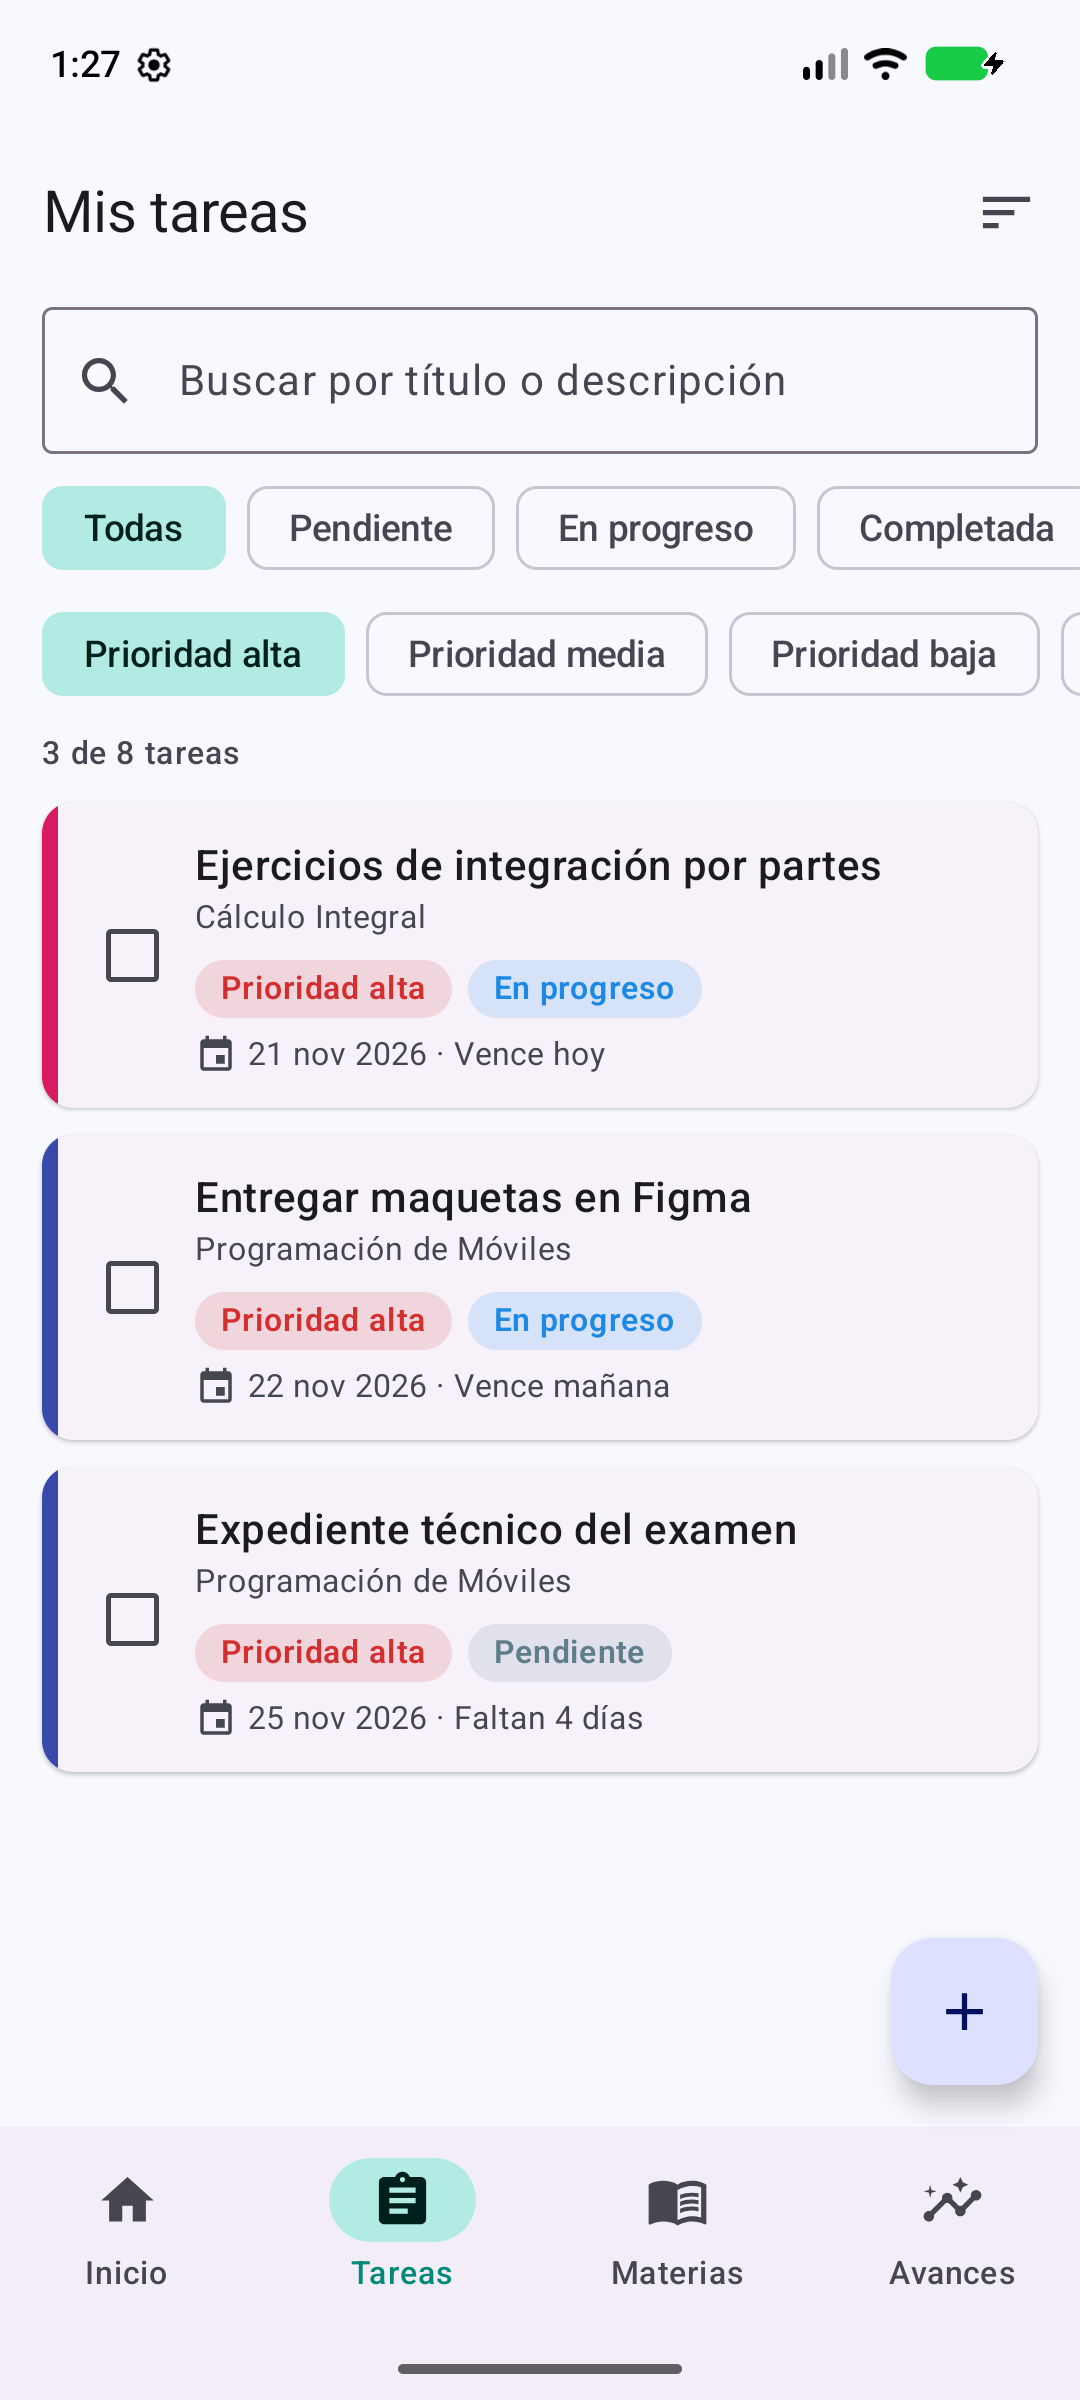 1:27
Mis tareas
Buscar por título o descripción
Todas
Pendiente
En progreso
Completada
Prioridad alta
Prioridad media
Prioridad baja
3 de 8 tareas
Ejercicios de integración por partes
Cálculo Integral
Prioridad alta
En progreso
21 nov 2026 · Vence hoy
Entregar maquetas en Figma
Programación de Móviles
Prioridad alta
En progreso
22 nov 2026 · Vence mañana
Expediente técnico del examen
Programación de Móviles
Prioridad alta
Pendiente
25 nov 2026 · Faltan 4 días
Inicio
Tareas
Materias
Avances